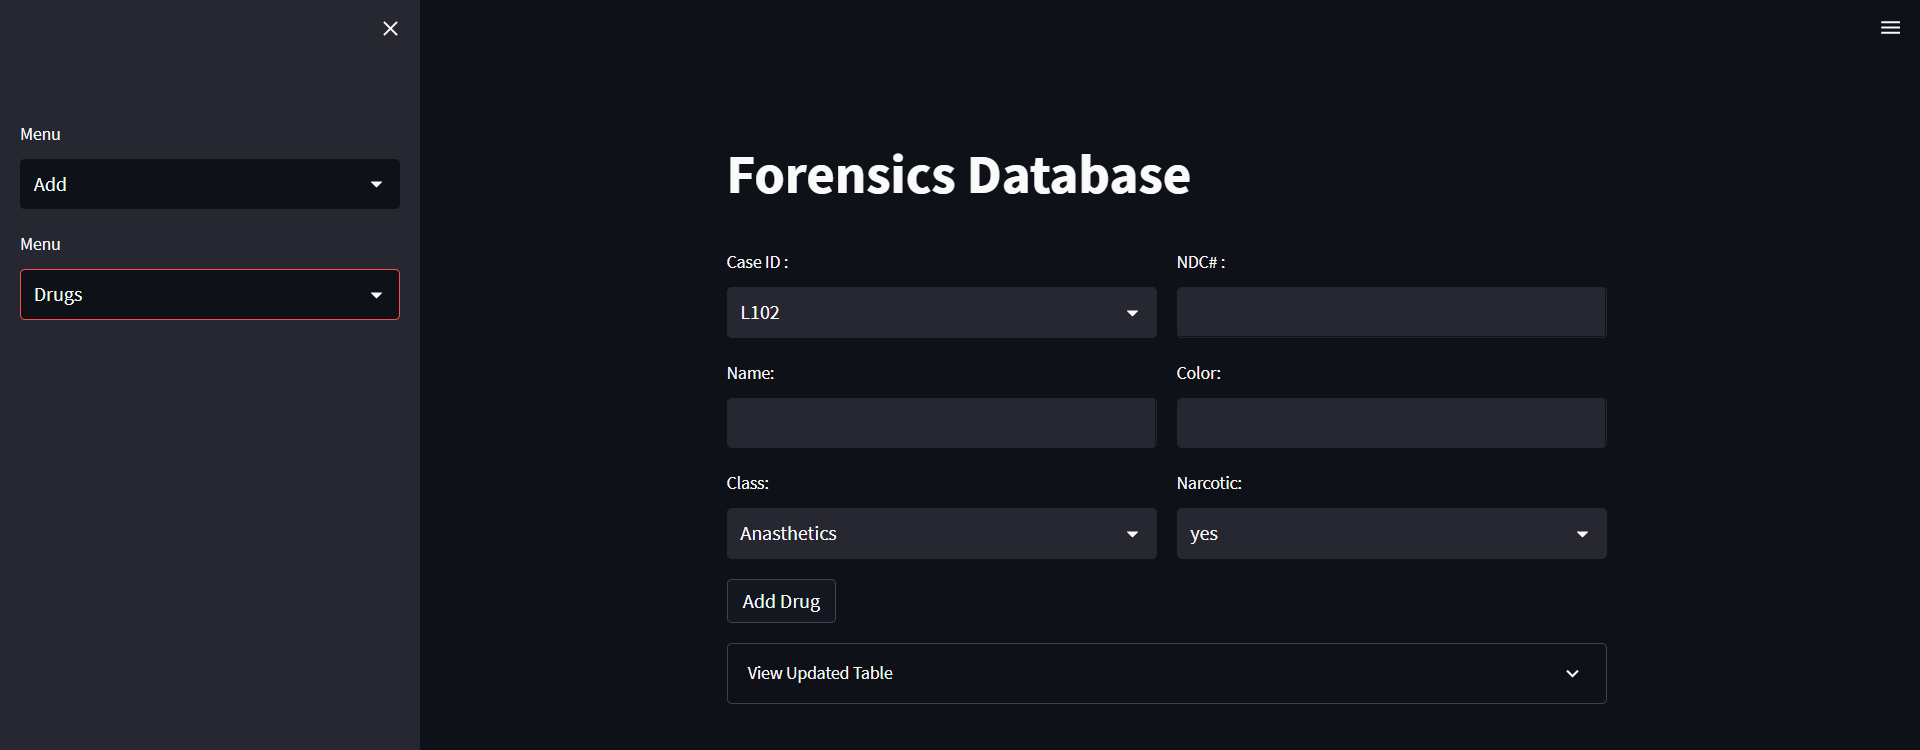 Menu
Add
Menu
Drugs
Forensics Database
Case ID :
NDC# :
L102
Name:
Color:
Class:
Narcotic:
Anasthetics
yes
Add Drug
View Updated Table